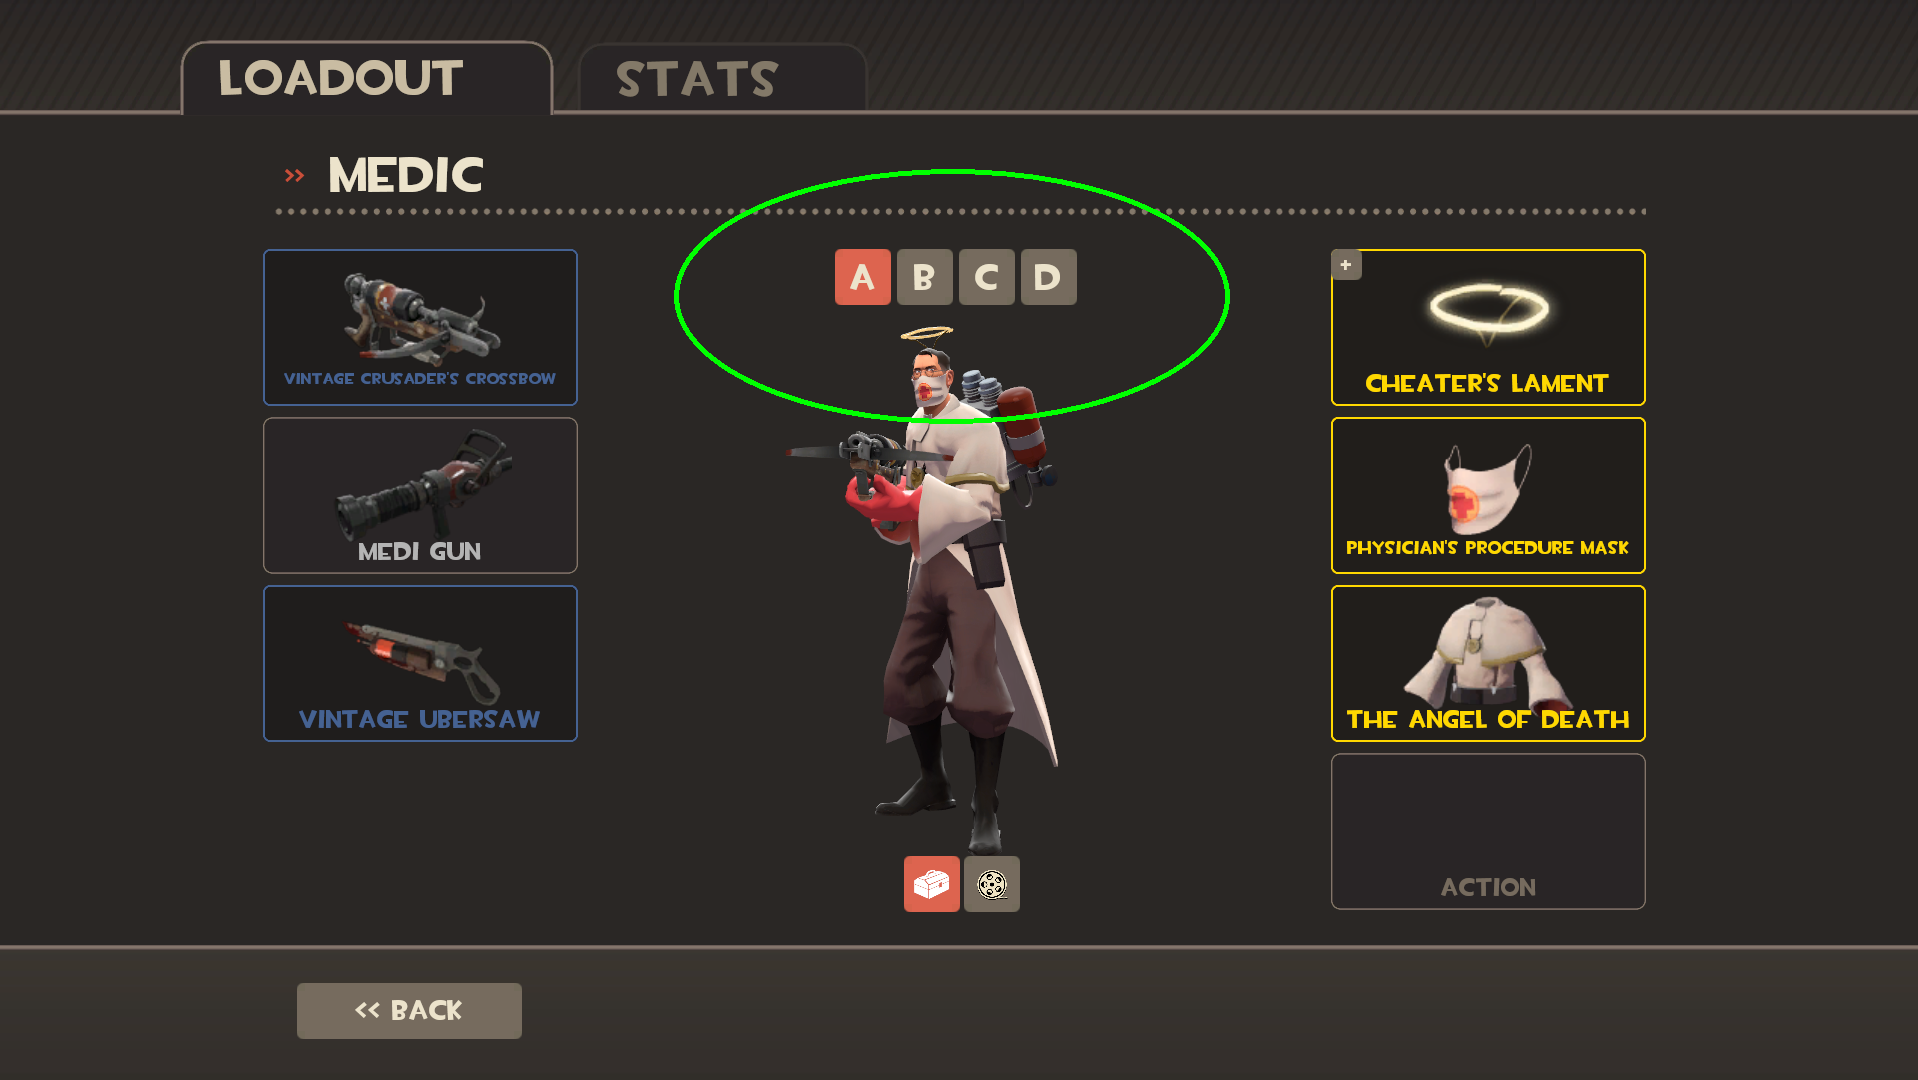 LOADOUT
STATS
>> MEDIC
A B C D
VINTAGE CRUSADER'S CROSSBOW
MEDI GUN
VINTAGE UBERSAW
+
CHEATER'S LAMENT
PHYSICIAN'S PROCEDURE MASK
THE ANGEL OF DEATH
ACTION
<< BACK